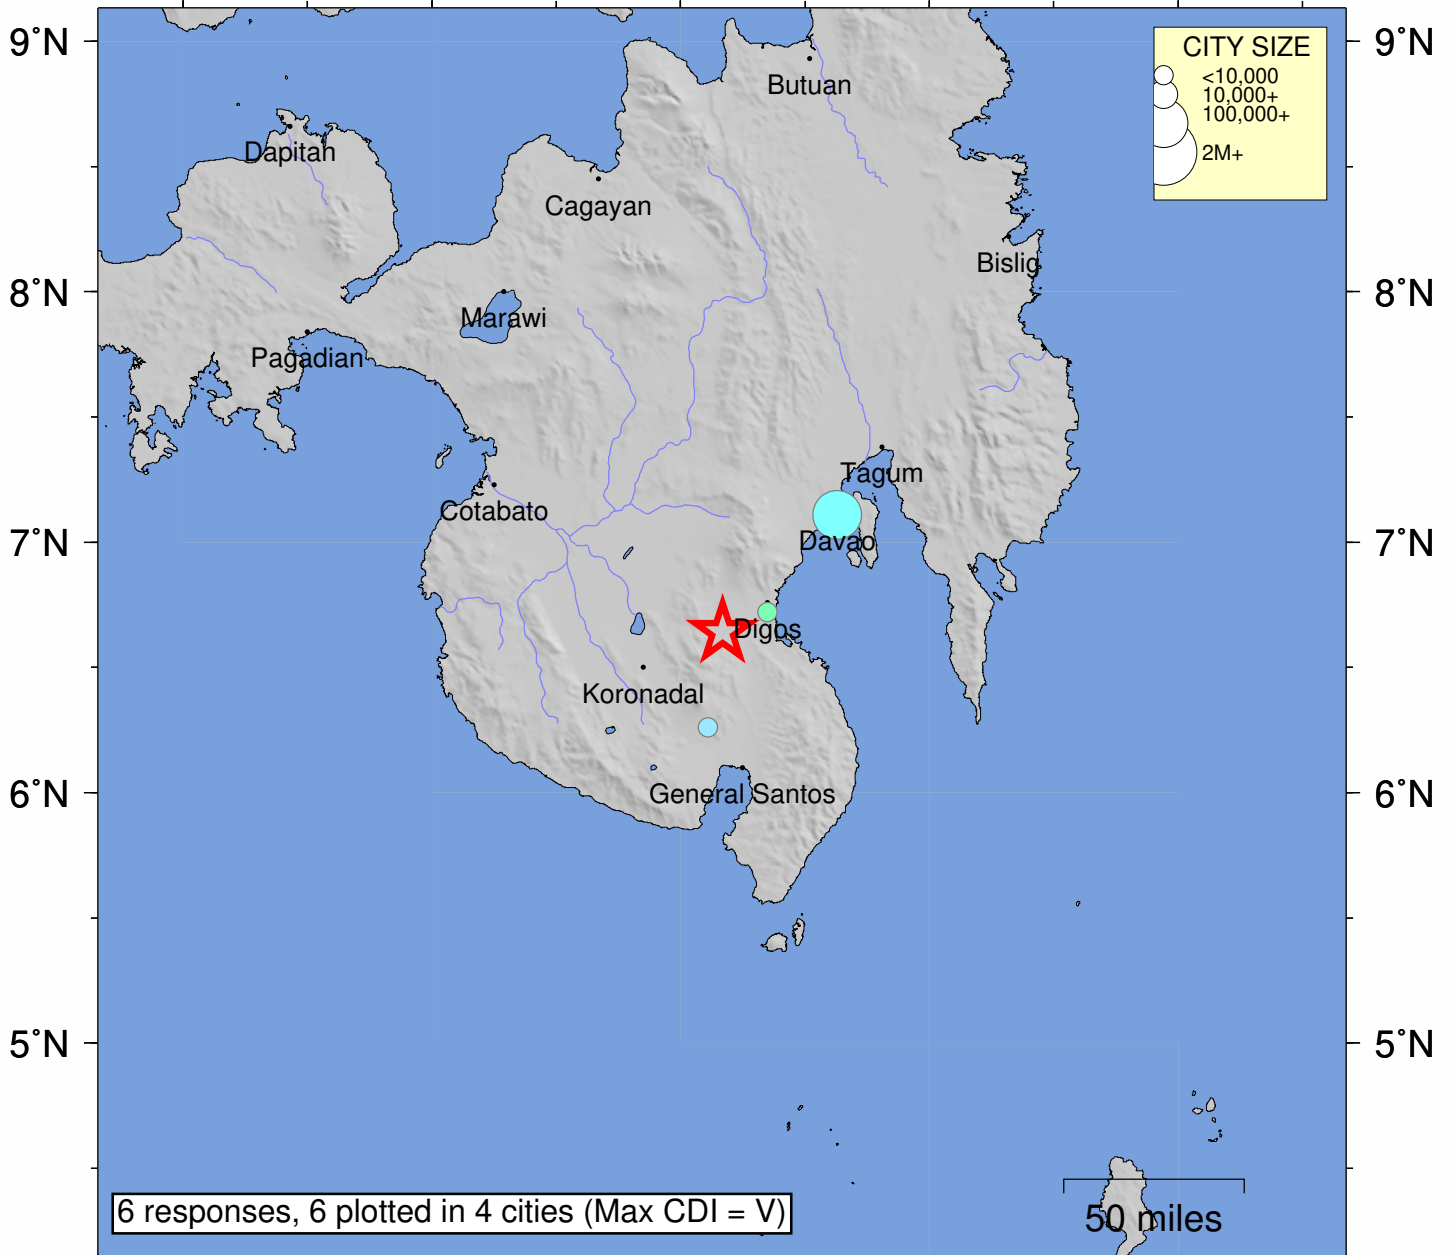 9˚N
9˚N
CITY SIZE
<10,000
10,000+
100,000+
2M+
Butuan
Dapitan
Cagayan
Bislig
8˚N
8˚N
Marawi
Pagadian
Tagum
Cotabato
7˚N
Davao
7˚N
Digos
Koronadal
6˚N
General Santos
6˚N
5˚N
5˚N
6 responses, 6 plotted in 4 cities (Max CDI = V)
50 miles